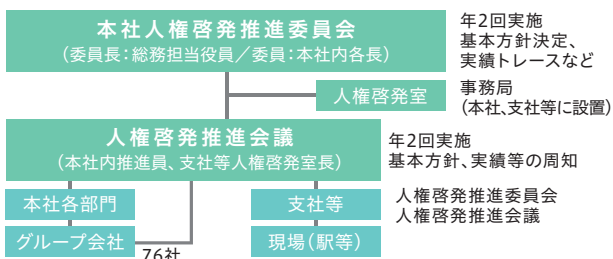 本社人権啓発推進委員会
（委員長：総務担当役員／委員：本社内各長）
年2回実施
基本方針決定、
実績トレースなど
人権啓発室
事務局
（本社、支社等に設置）
人権啓発推進会議
（本社内推進員、支社等人権啓発室長）
年2回実施
基本方針、実績等の周知
本社各部門
支社等
人権啓発推進委員会
人権啓発推進会議
グループ会社
76社
現場（駅等）